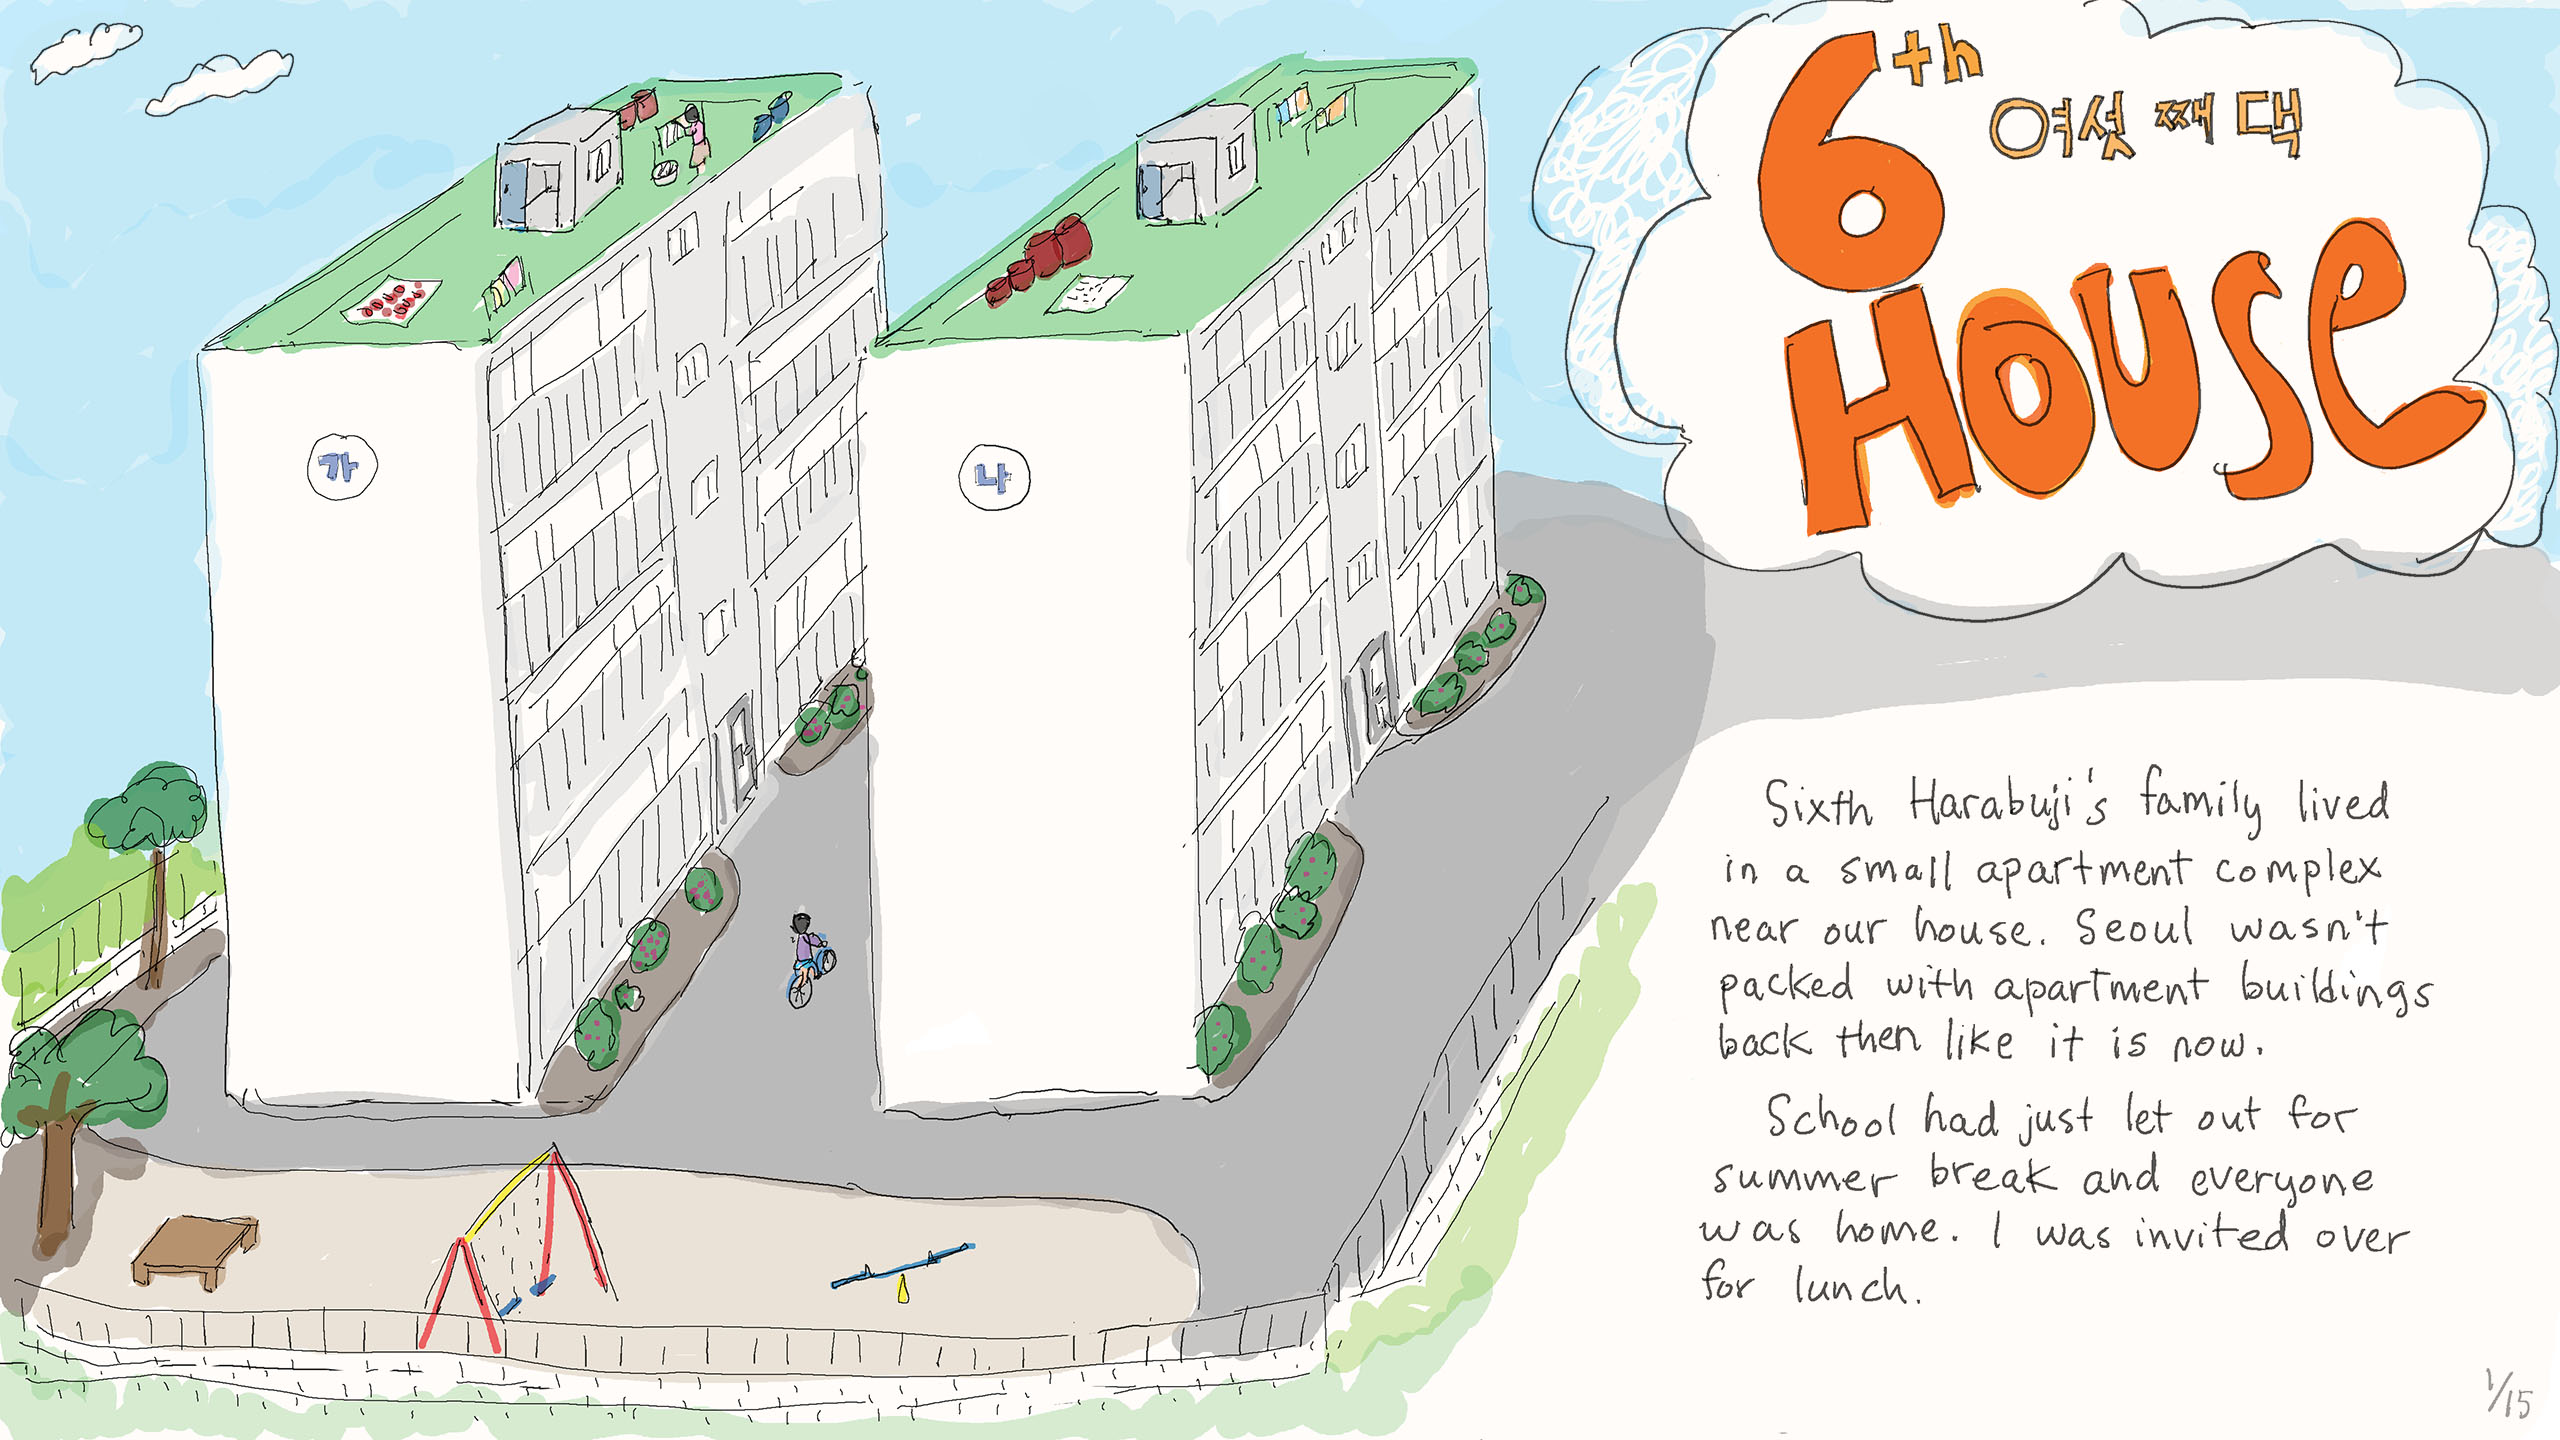 6th 여섯째 댁
House
가
나
Sixth Harabuji's family lived
in a small apartment complex
near our house. Seoul wasn't
packed with apartment buildings
back then like it is now.
School had just let out for
summer break and everyone
was home. I was invited over
for lunch.
1/15